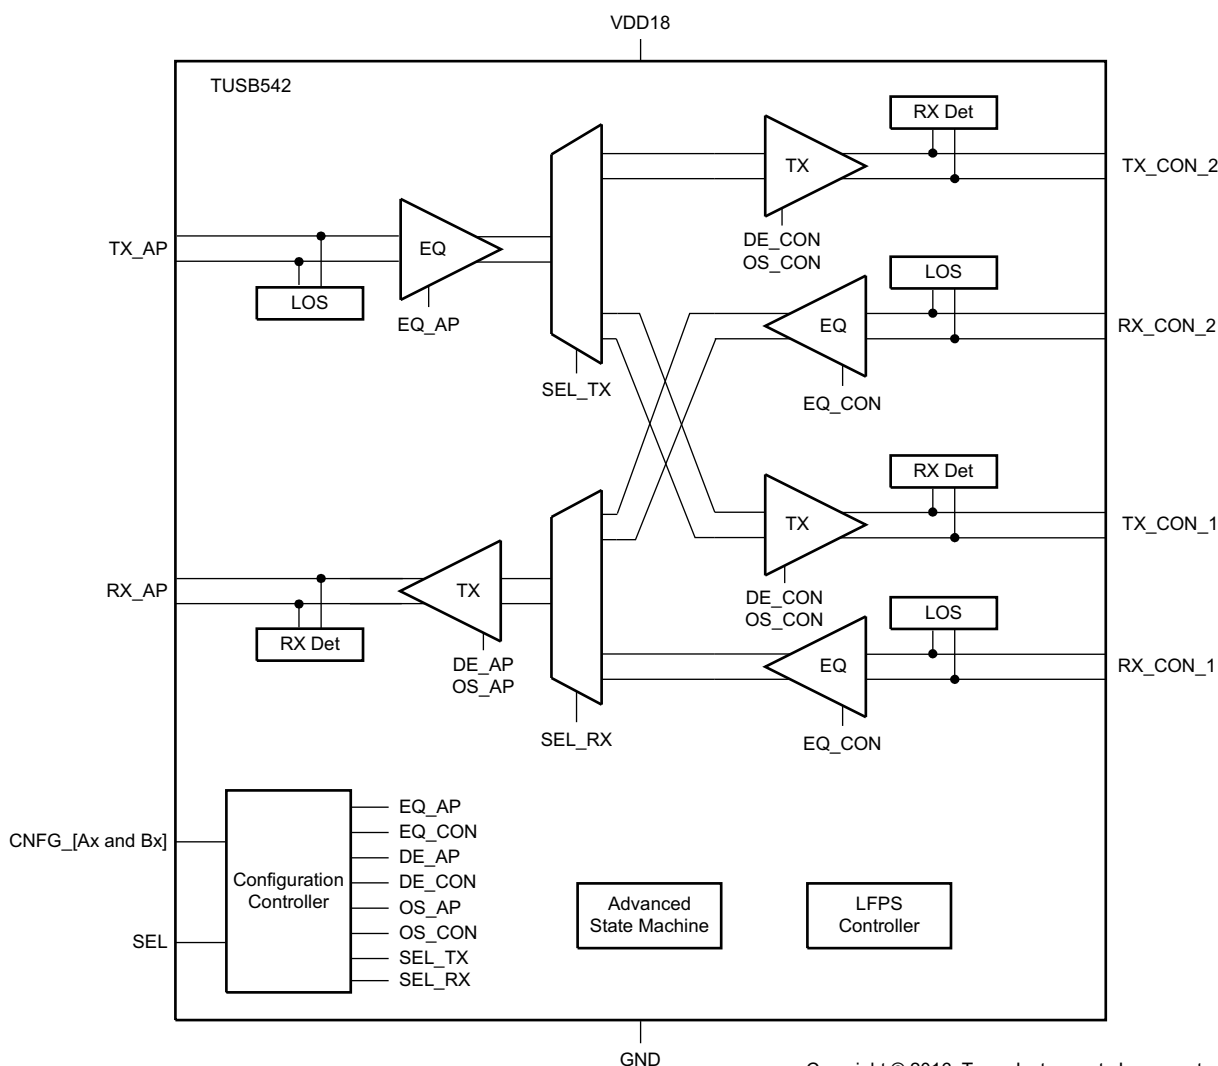 VDD18
TUSB542
RX Det
TX
TX_CON_2
DE_CON
OS_CON
TX_AP
EQ
LOS
EQ_AP
LOS
EQ
RX_CON_2
EQ_CON
SEL_TX
RX Det
TX
TX_CON_1
DE_CON
OS_CON
RX_AP
TX
RX Det
DE_AP
OS_AP
LOS
EQ
RX_CON_1
EQ_CON
SEL_RX
CNFG_[Ax and Bx]
SEL
Configuration
Controller
EQ_AP
EQ_CON
DE_AP
DE_CON
OS_AP
OS_CON
SEL_TX
SEL_RX
Advanced
State Machine
LFPS
Controller
GND